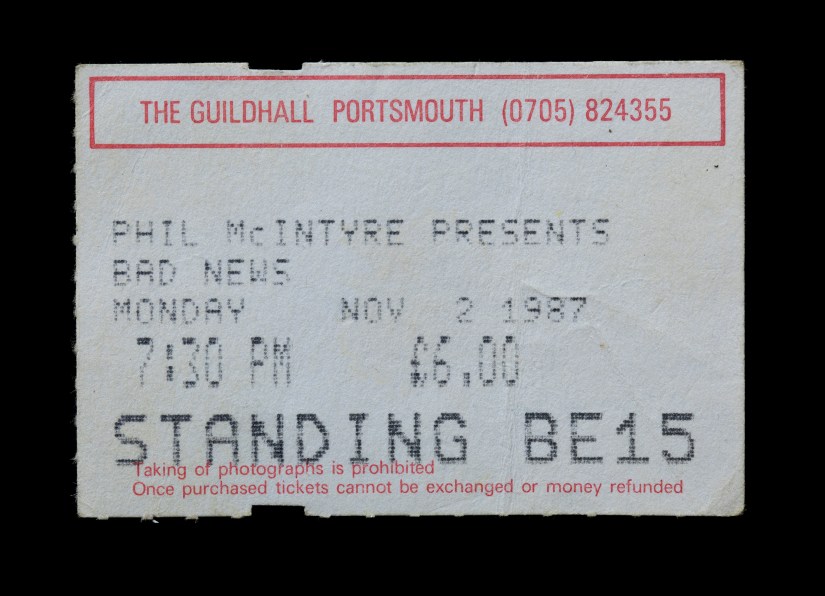 THE GUILDHALL PORTSMOUTH (0705) 824355
PHIL McINTYRE PRESENTS
BAD NEWS
MONDAY NOV 2 1987
7:30 PM £6.00
STANDING BE15
Taking of photographs is prohibited
Once purchased tickets cannot be exchanged or money refunded